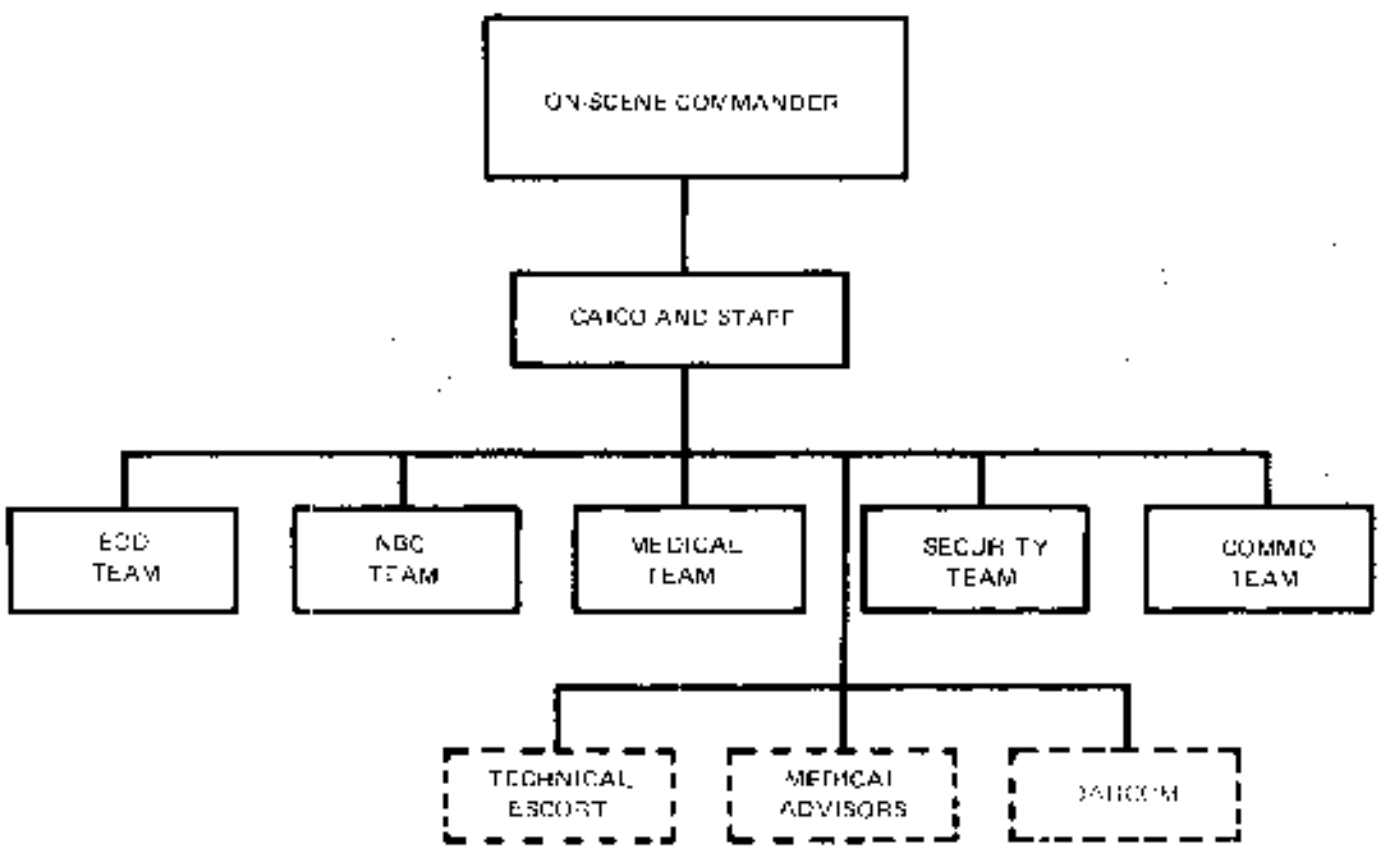 ON-SCENE COMMANDER
CAICO AND STAFF
EOD
TEAM
NBC
TEAM
MEDICAL
TEAM
SECURITY
TEAM
COMMO
TEAM
TECHNICAL
ESCORT
MEDICAL
ADVISORS
DARCOM